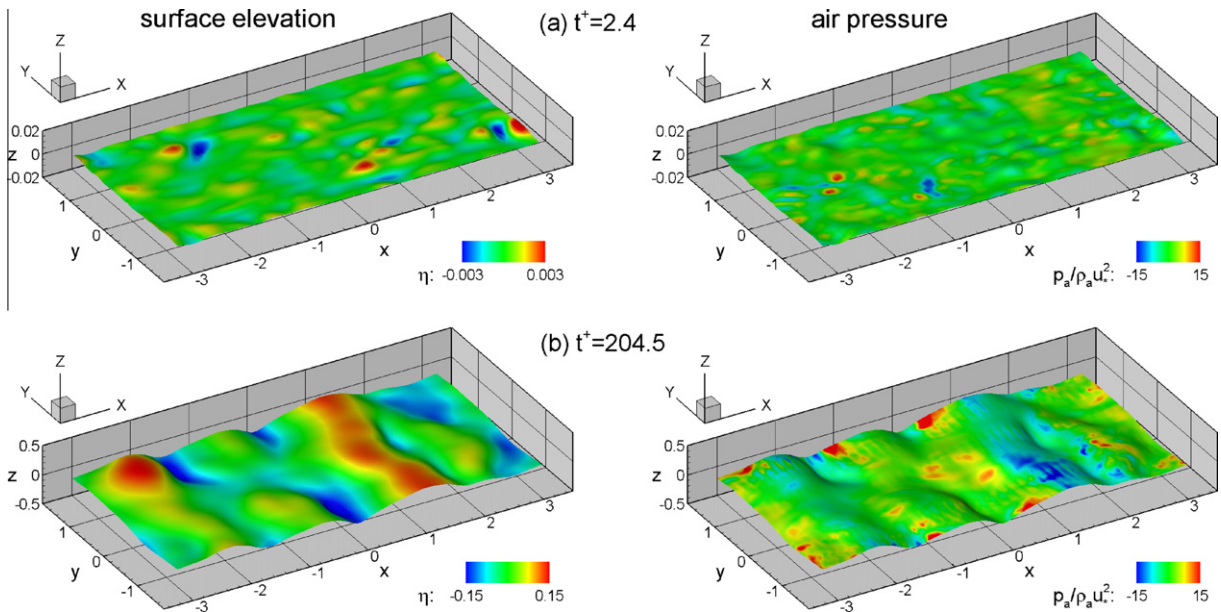 surface elevation
(a) t⁺=2.4
air pressure
Z
Y
X
0.02
z 0
-0.02
1
y 0
-1
-3
-2
-1
x
0
1
2
3
η: -0.003 0.003
Z
Y
X
0.02
z 0
-0.02
1
y 0
-1
-3
-2
-1
x
0
1
2
3
pₐ/ρₐu²*: -15 15
(b) t⁺=204.5
Z
Y
X
0.5
z 0
-0.5
1
y 0
-1
-3
-2
-1
x
0
1
2
3
η: -0.15 0.15
Z
Y
X
0.5
z 0
-0.5
1
y 0
-1
-3
-2
-1
x
0
1
2
3
pₐ/ρₐu²*: -15 15